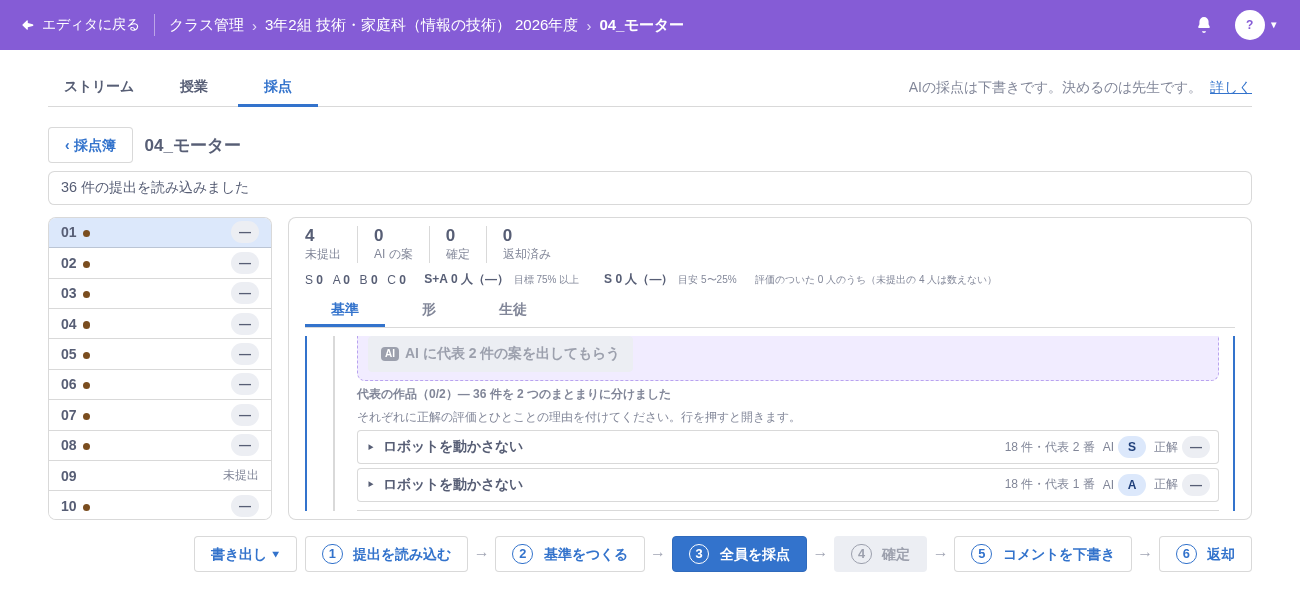 エディタに戻る クラス管理 › 3年2組 技術・家庭科（情報の技術） 2026年度 › 04_モーター ?
ストリーム 授業 採点 AIの採点は下書きです。決めるのは先生です。 詳しく
‹ 採点簿 04_モーター
36 件の提出を読み込みました
01 —
02 —
03 —
04 —
05 —
06 —
07 —
08 —
09 未提出
10 —
4 0 0 0
未提出 AI の案 確定 返却済み
S 0 A 0 B 0 C 0 S+A 0 人（—） 目標 75% 以上 S 0 人（—） 目安 5〜25% 評価のついた 0 人のうち（未提出の 4 人は数えない）
基準 形 生徒
AI AI に代表 2 件の案を出してもらう
代表の作品（0/2）— 36 件を 2 つのまとまりに分けました
それぞれに正解の評価とひとことの理由を付けてください。行を押すと開きます。
ロボットを動かさない 18 件・代表 2 番 AI S 正解 —
ロボットを動かさない 18 件・代表 1 番 AI A 正解 —
書き出し 1 提出を読み込む → 2 基準をつくる → 3 全員を採点 → 4 確定 → 5 コメントを下書き → 6 返却